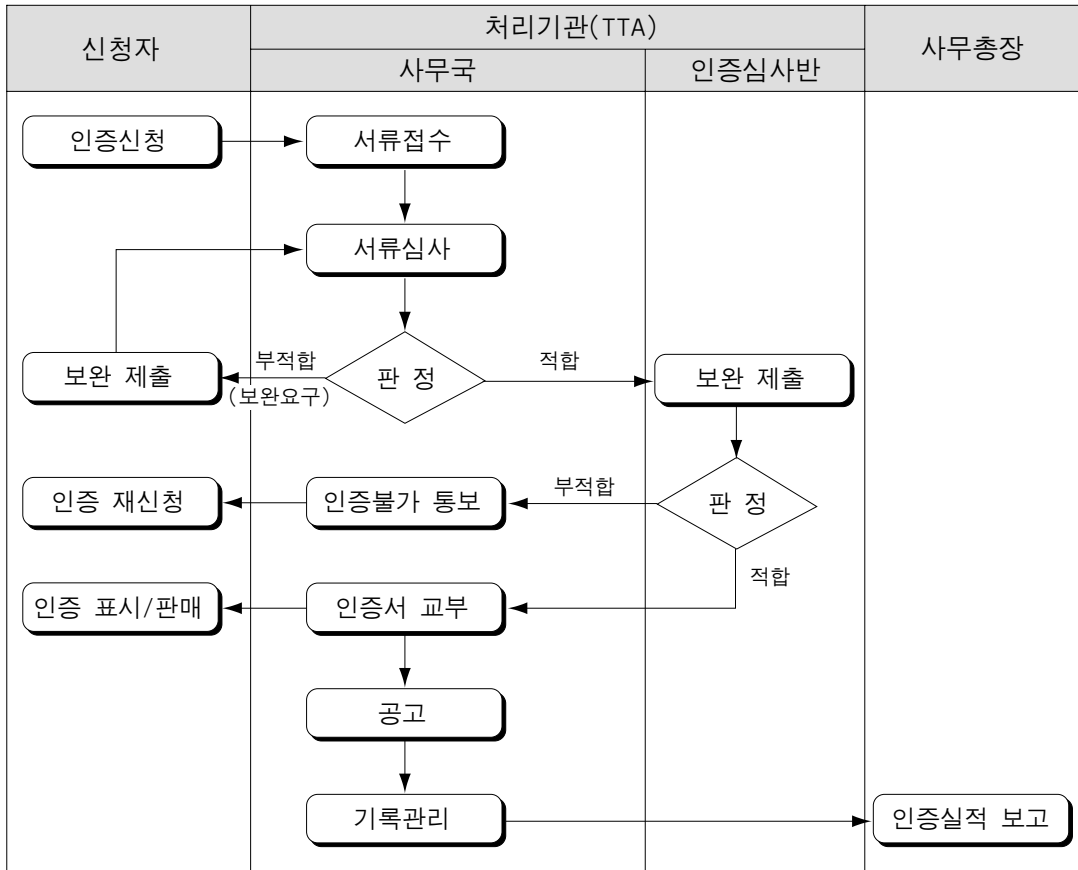 신청자
처리기관(TTA)
사무총장
사무국
인증심사반
인증신청
서류접수
서류심사
보완 제출
부적합
(보완요구)
판 정
적합
보완 제출
인증 재신청
인증불가 통보
부적합
판 정
적합
인증 표시/판매
인증서 교부
공고
기록관리
인증실적 보고